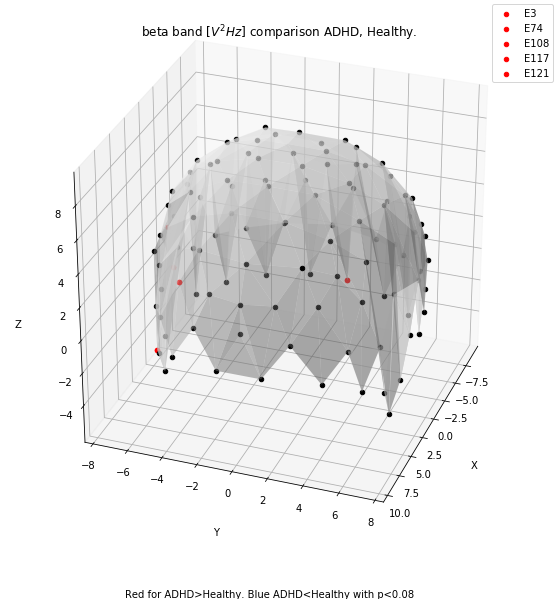 beta band [V²Hz] comparison ADHD, Healthy.
E3
E74
E108
E117
E121
8
6
4
2
0
−2
−4
Z
−8
−6
−4
−2
0
2
4
6
8
Y
−7.5
−5.0
−2.5
0.0
2.5
5.0
7.5
10.0
X
Red for ADHD>Healthy. Blue ADHD<Healthy with p<0.08